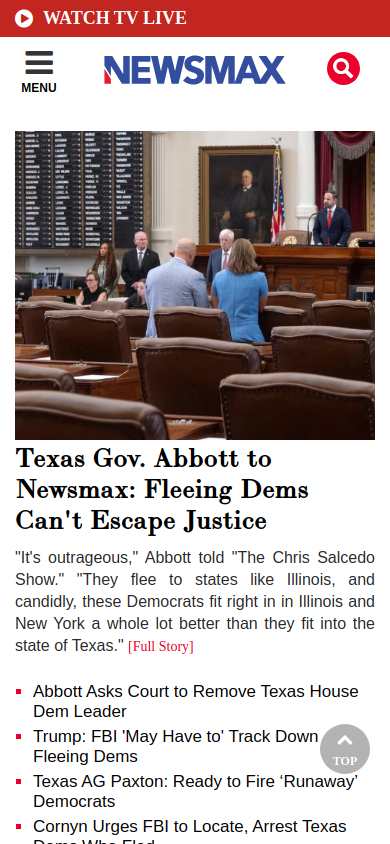 WATCH TV LIVE
MENU
NEWSMAX
Texas Gov. Abbott to
Newsmax: Fleeing Dems
Can't Escape Justice
"It's outrageous," Abbott told "The Chris Salcedo
Show." "They flee to states like Illinois, and
candidly, these Democrats fit right in in Illinois and
New York a whole lot better than they fit into the
state of Texas." [Full Story]
Abbott Asks Court to Remove Texas House
Dem Leader
Trump: FBI 'May Have to' Track Down
Fleeing Dems
TOP
Texas AG Paxton: Ready to Fire ‘Runaway’
Democrats
Cornyn Urges FBI to Locate, Arrest Texas
Dems Who Fled